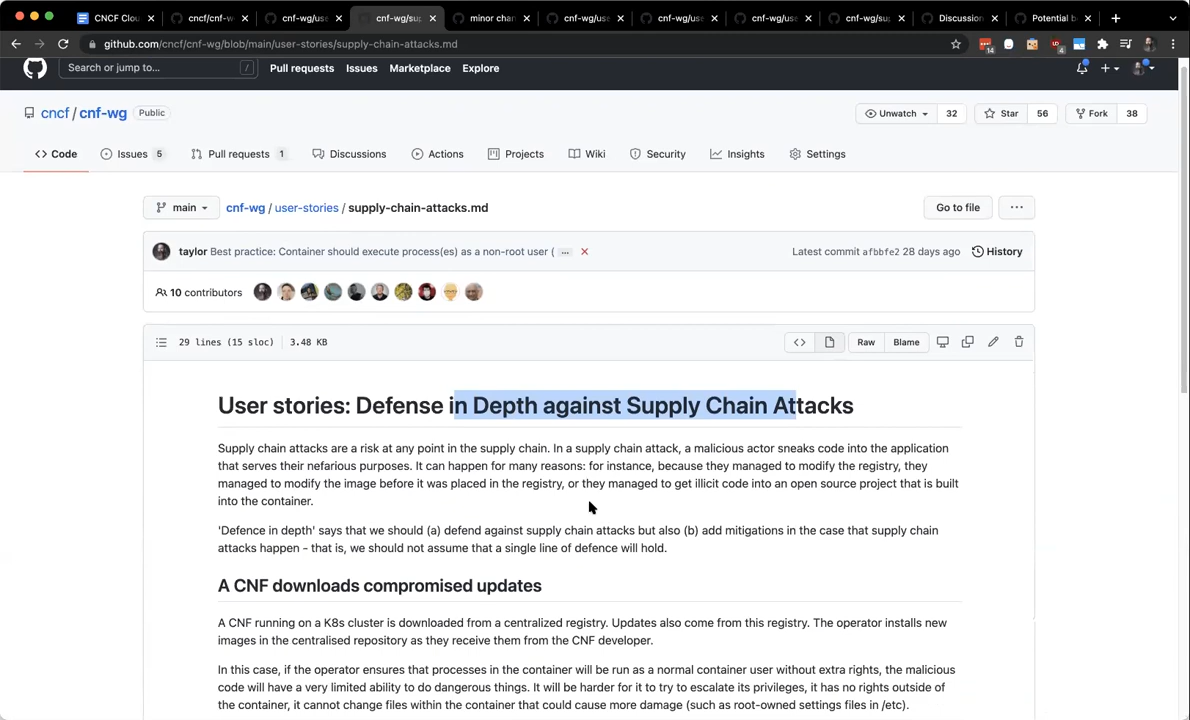 CNCF Clou
cncf/cnf-w
cnf-wg/use
cnf-wg/sup
minor chan
cnf-wg/use
cnf-wg/use
cnf-wg/use
cnf-wg/sup
Discussion
Potential b
github.com/cncf/cnf-wg/blob/main/user-stories/supply-chain-attacks.md
14
4
Search or jump to...
/
Pull requests
Issues
Marketplace
Explore
cncf / cnf-wg Public
Unwatch 32
Star 56
Fork 38
Code
Issues 5
Pull requests 1
Discussions
Actions
Projects
Wiki
Security
Insights
Settings
main
cnf-wg / user-stories / supply-chain-attacks.md
Go to file
...
taylor Best practice: Container should execute process(es) as a non-root user ( ...
Latest commit afbbfe2 28 days ago
History
10 contributors
29 lines (15 sloc) 3.48 KB
Raw
Blame
User stories: Defense in Depth against Supply Chain Attacks
Supply chain attacks are a risk at any point in the supply chain. In a supply chain attack, a malicious actor sneaks code into the application
that serves their nefarious purposes. It can happen for many reasons: for instance, because they managed to modify the registry, they
managed to modify the image before it was placed in the registry, or they managed to get illicit code into an open source project that is built
into the container.
'Defence in depth' says that we should (a) defend against supply chain attacks but also (b) add mitigations in the case that supply chain
attacks happen - that is, we should not assume that a single line of defence will hold.
A CNF downloads compromised updates
A CNF running on a K8s cluster is downloaded from a centralized registry. Updates also come from this registry. The operator installs new
images in the centralised repository as they receive them from the CNF developer.
In this case, if the operator ensures that processes in the container will be run as a normal container user without extra rights, the malicious
code will have a very limited ability to do dangerous things. It will be harder for it to try to escalate its privileges, it has no rights outside of
the container, it cannot change files within the container that could cause more damage (such as root-owned settings files in /etc).